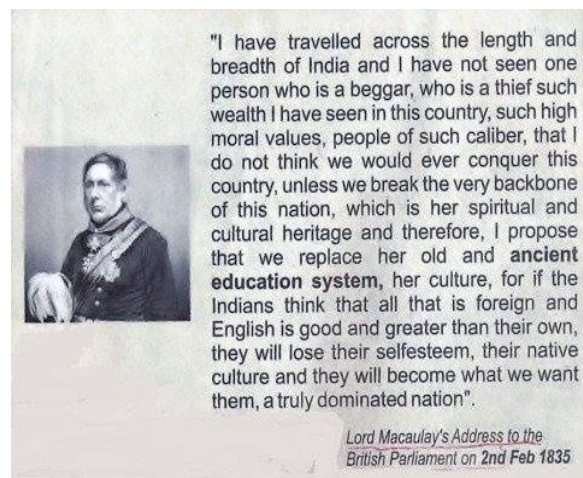 "I have travelled across the length and
breadth of India and I have not seen one
person who is a beggar, who is a thief such
wealth I have seen in this country, such high
moral values, people of such caliber, that I
do not think we would ever conquer this
country, unless we break the very backbone
of this nation, which is her spiritual and
cultural heritage and therefore, I propose
that we replace her old and ancient
education system, her culture, for if the
Indians think that all that is foreign and
English is good and greater than their own,
they will lose their selfesteem, their native
culture and they will become what we want
them, a truly dominated nation".
Lord Macaulay's Address to the
British Parliament on 2nd Feb 1835